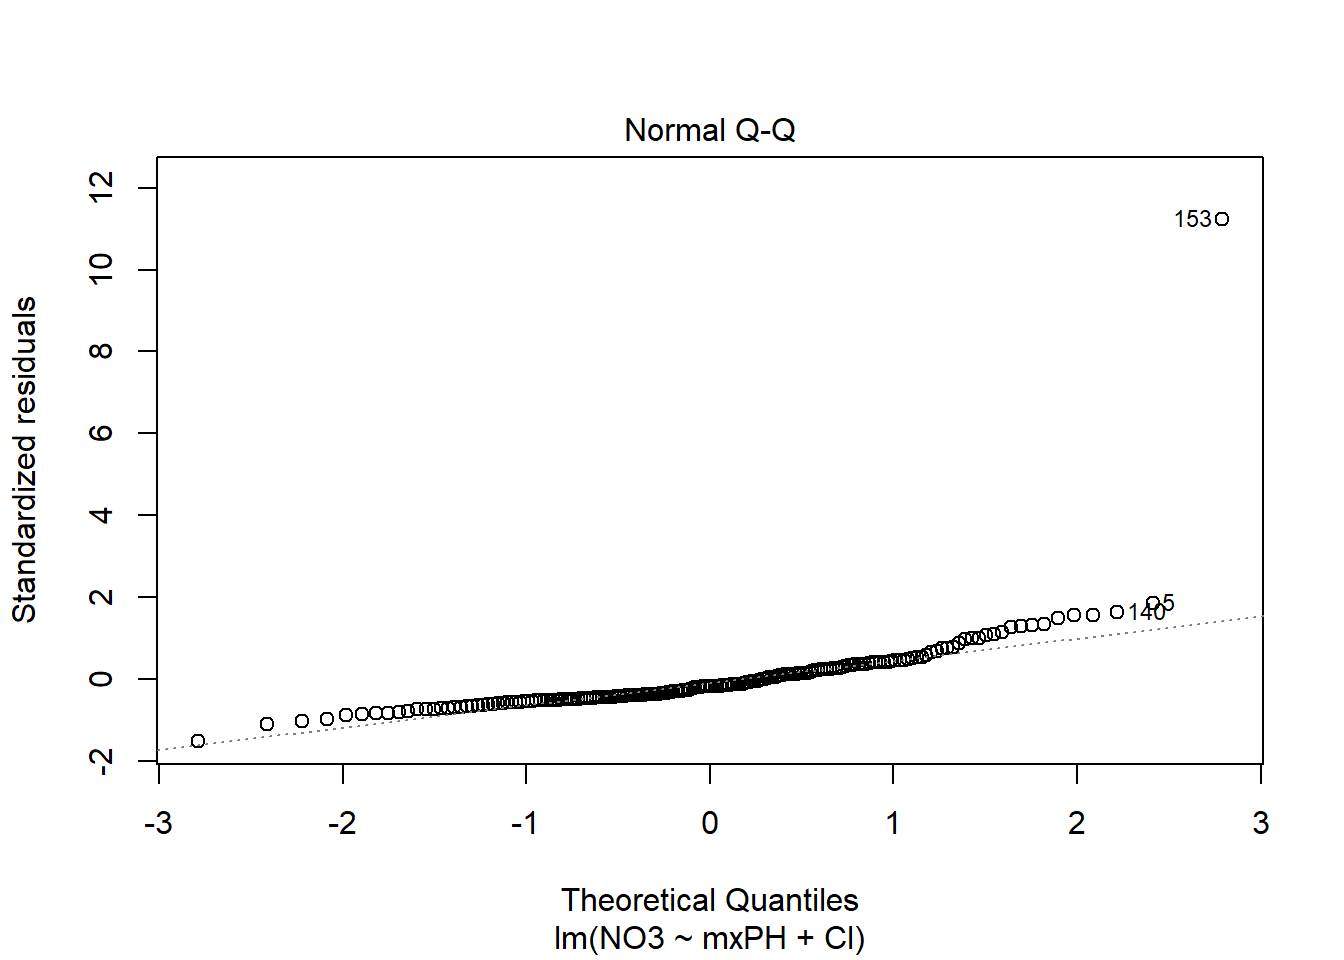 Normal Q-Q
Standardized residuals
12
10
8
6
4
2
0
-2
153
5
140
-3 -2 -1 0 1 2 3
Theoretical Quantiles
lm(NO3 ~ mxPH + Cl)